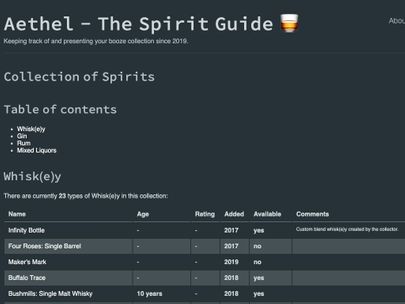 Aethel - The Spirit Guide
Abou
Keeping track of and presenting your booze collection since 2019.
Collection of Spirits
Table of contents
Whisk(e)y
Gin
Rum
Mixed Liquors
Whisk(e)y
There are currently 23 types of Whisk(e)y in this collection:
Name Age Rating Added Available Comments
Infinity Bottle - - 2017 yes Custom blend whisk(e)y created by the collector.
Four Roses: Single Barrel - - 2017 no
Maker's Mark - - 2019 no
Buffalo Trace - - 2018 yes
Bushmills: Single Malt Whisky 10 years - 2018 yes